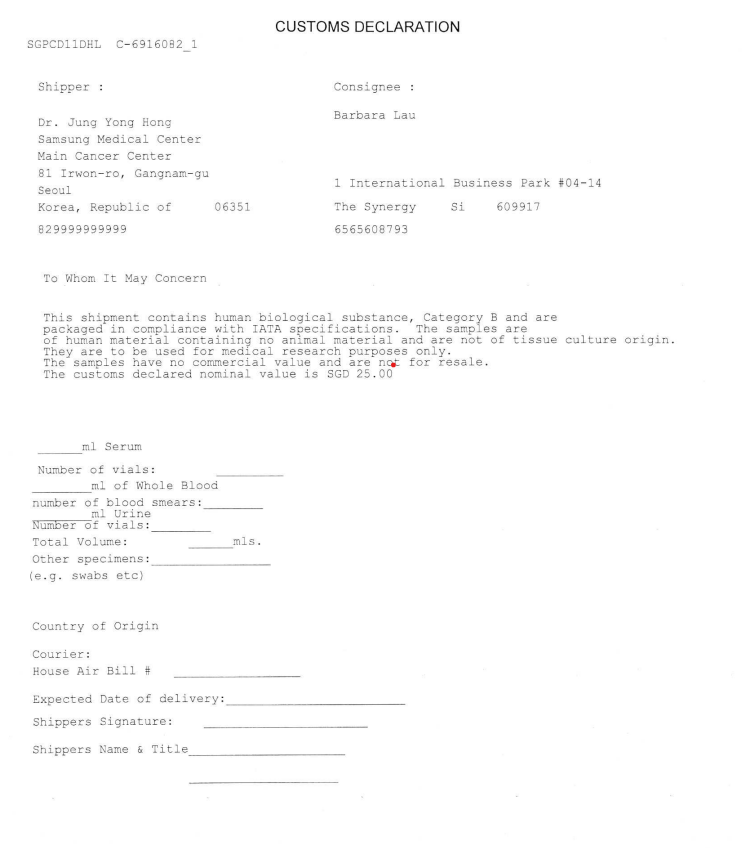 CUSTOMS DECLARATION
SGPCD11DHL C-6916082_1
Shipper :
Consignee :
Barbara Lau
Dr. Jung Yong Hong
Samsung Medical Center
Main Cancer Center
81 Irwon-ro, Gangnam-gu
1 International Business Park #04-14
Seoul
Korea, Republic of 06351
The Synergy Si 609917
829999999999
6565608793
To Whom It May Concern
This shipment contains human biological substance, Category B and are
packaged in compliance with IATA specifications. The samples are
of human material containing no animal material and are not of tissue culture origin.
They are to be used for medical research purposes only.
The samples have no commercial value and are not for resale.
The customs declared nominal value is SGD 25.00
______ml Serum
Number of vials: _________
________ml of Whole Blood
number of blood smears:________
________ml Urine
Number of vials:________
Total Volume: ______mls.
Other specimens:________________
(e.g. swabs etc)
Country of Origin
Courier:
House Air Bill # _________________
Expected Date of delivery:________________________
Shippers Signature: ______________________
Shippers Name & Title_____________________
____________________